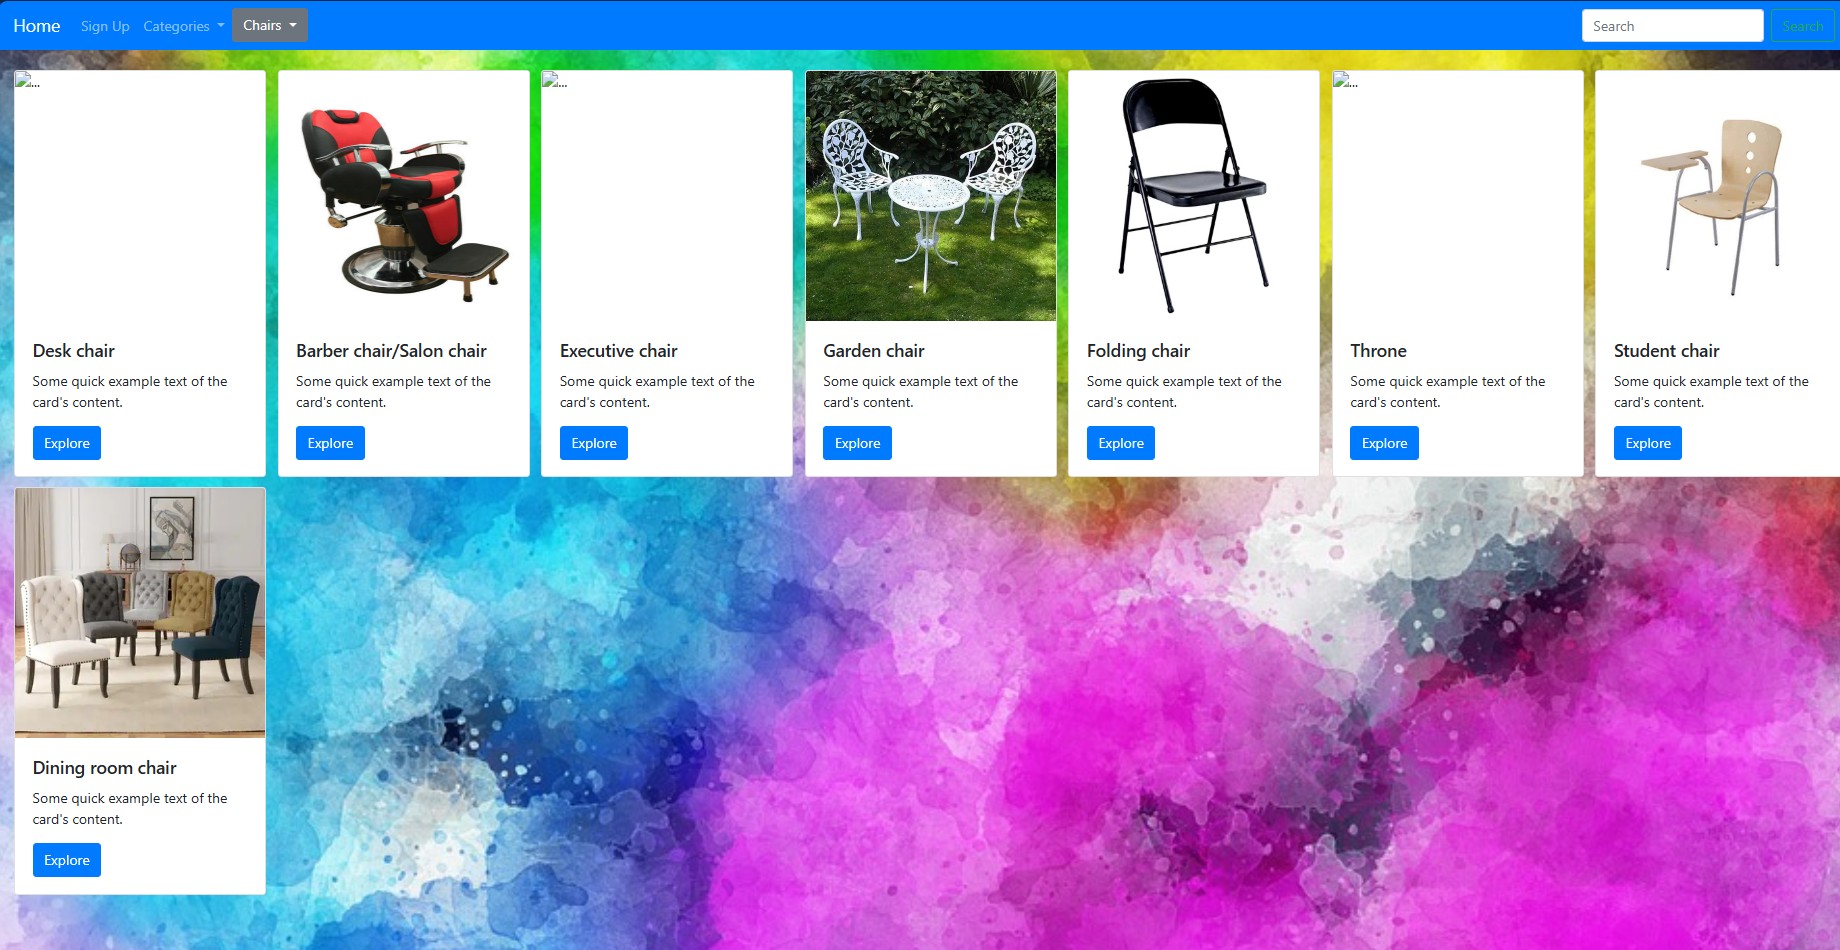 Home Sign Up Categories Chairs Search Search
... ... ...
Desk chair
Some quick example text of the
card's content.
Explore
Barber chair/Salon chair
Some quick example text of the
card's content.
Explore
Executive chair
Some quick example text of the
card's content.
Explore
Garden chair
Some quick example text of the
card's content.
Explore
Folding chair
Some quick example text of the
card's content.
Explore
Throne
Some quick example text of the
card's content.
Explore
Student chair
Some quick example text of the
card's content.
Explore
Dining room chair
Some quick example text of the
card's content.
Explore